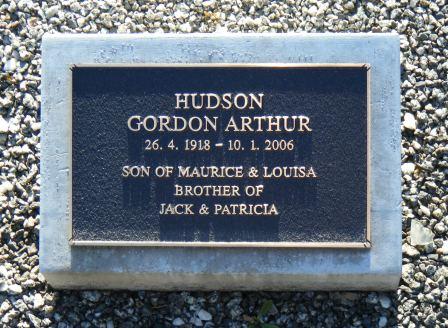 HUDSON
GORDON ARTHUR
26. 4. 1918 - 10. 1. 2006
SON OF MAURICE & LOUISA
BROTHER OF
JACK & PATRICIA